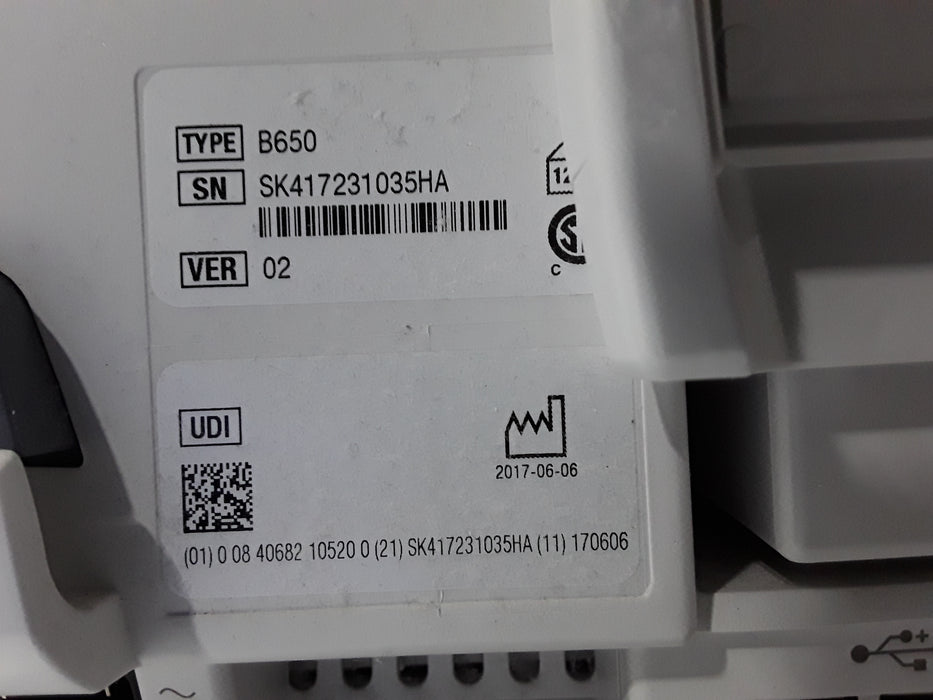 TYPE B650
SN SK417231035HA
VER 02
C
UDI
2017-06-06
(01) 0 08 40682 10520 0 (21) SK417231035HA (11) 170606